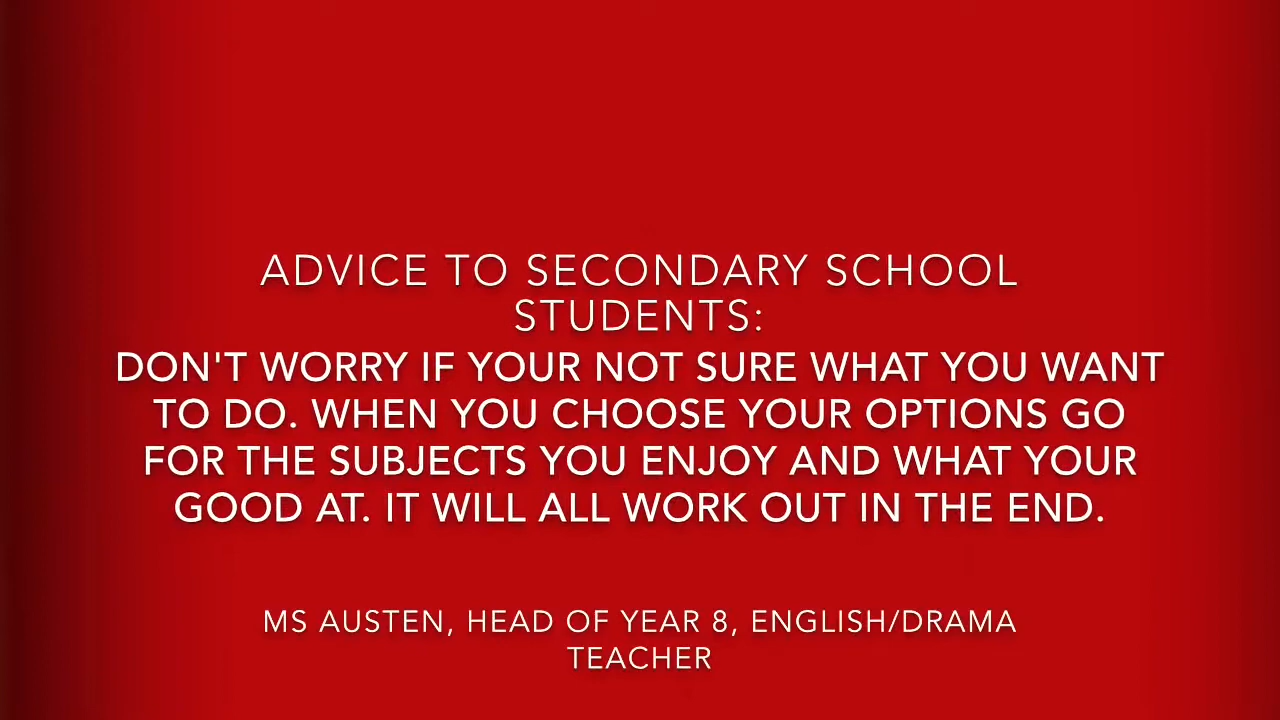 ADVICE TO SECONDARY SCHOOL
STUDENTS:
DON'T WORRY IF YOUR NOT SURE WHAT YOU WANT
TO DO. WHEN YOU CHOOSE YOUR OPTIONS GO
FOR THE SUBJECTS YOU ENJOY AND WHAT YOUR
GOOD AT. IT WILL ALL WORK OUT IN THE END.
MS AUSTEN, HEAD OF YEAR 8, ENGLISH/DRAMA
TEACHER